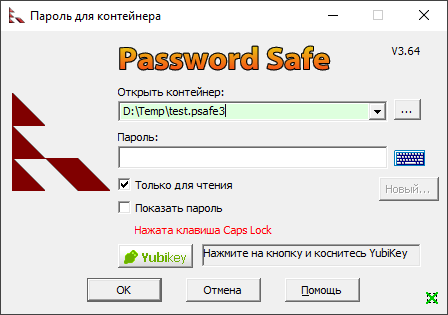 Пароль для контейнера
Password Safe
V3.64
Открыть контейнер:
D:\Temp\test.psafe3
...
Пароль:
Только для чтения
Новый...
Показать пароль
Нажата клавиша Caps Lock
Yubikey
Нажмите на кнопку и коснитесь YubiKey
OK
Отмена
Помощь